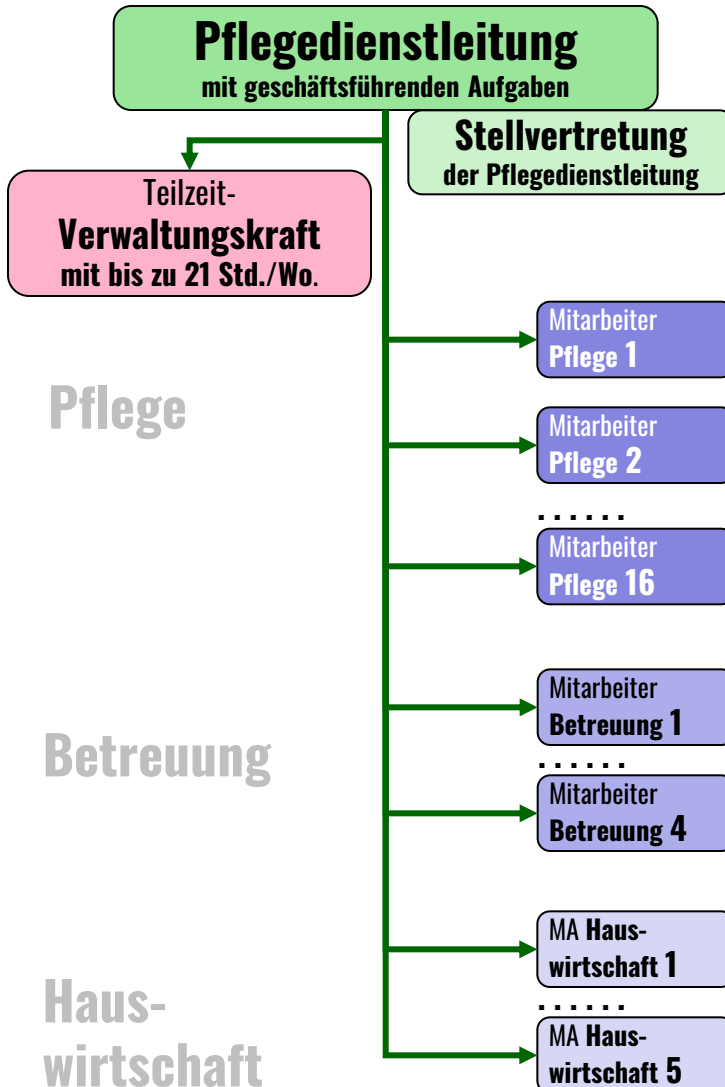 Pflegedienstleitung
mit geschäftsführenden Aufgaben
Stellvertretung
der Pflegedienstleitung
Teilzeit-
Verwaltungskraft
mit bis zu 21 Std./Wo.
Pflege
Mitarbeiter
Pflege 1
Mitarbeiter
Pflege 2
. . . . . .
Mitarbeiter
Pflege 16
Betreuung
Mitarbeiter
Betreuung 1
. . . . . .
Mitarbeiter
Betreuung 4
Haus-
wirtschaft
MA Haus-
wirtschaft 1
. . . . . .
MA Haus-
wirtschaft 5